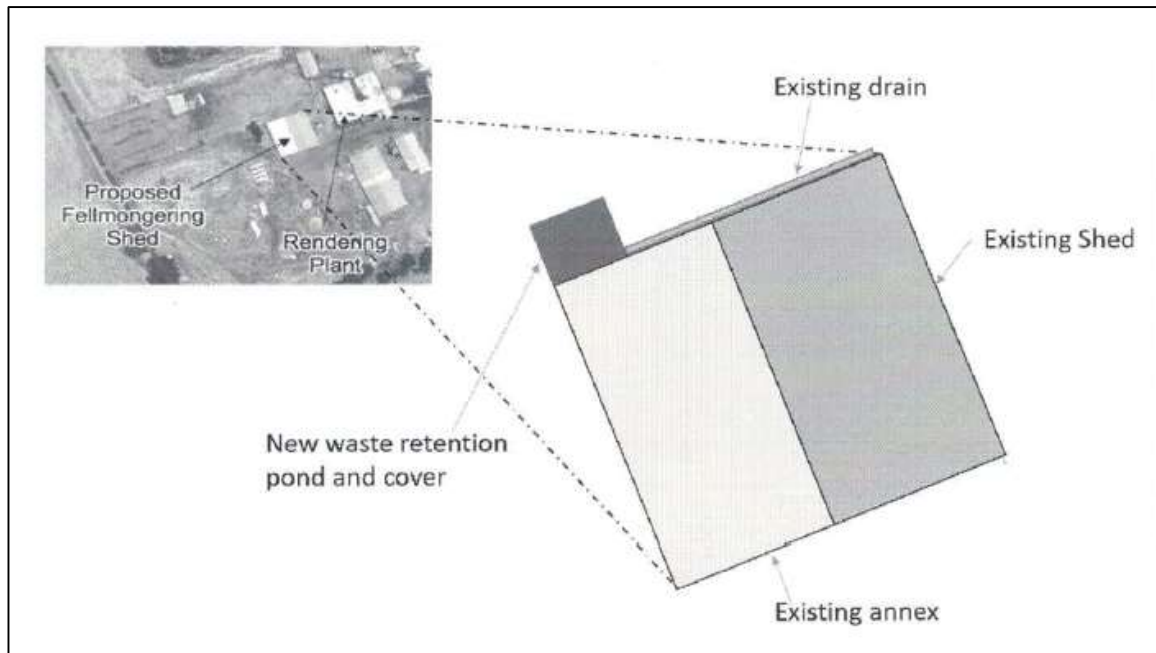 Existing drain
Proposed
Fellmongering
Shed
Rendering
Plant
Existing Shed
New waste retention
pond and cover
Existing annex